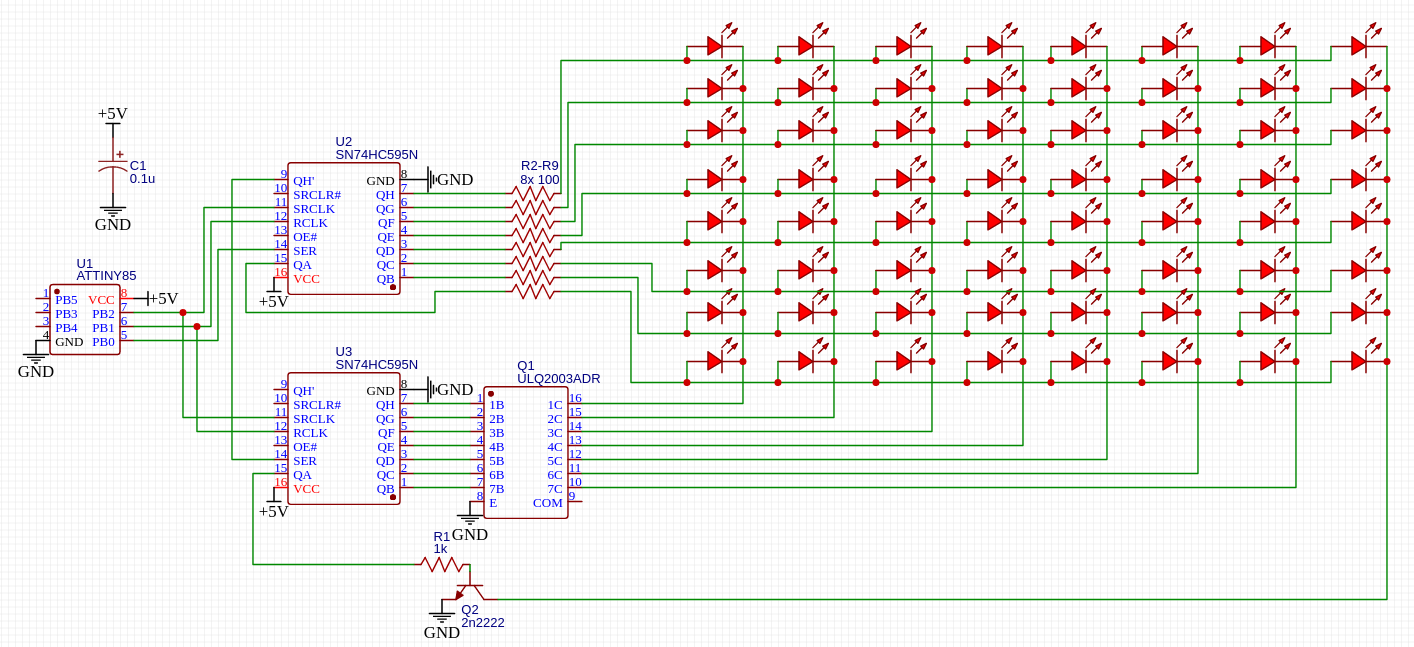 +5V
C1
0.1u
GND
U1
ATTINY85
1 PB5 VCC 8 +5V
2 PB3 PB2 7
3 PB4 PB1 6
4 GND PB0 5
GND
U2
SN74HC595N
9 QH' GND 8 GND
10 SRCLR# QH 7
11 SRCLK QG 6
12 RCLK QF 5
13 OE# QE 4
14 SER QD 3
15 QA QC 2
16 VCC QB 1
+5V
R2-R9
8x 100
U3
SN74HC595N
9 QH' GND 8 GND
10 SRCLR# QH 7
11 SRCLK QG 6
12 RCLK QF 5
13 OE# QE 4
14 SER QD 3
15 QA QC 2
16 VCC QB 1
+5V
Q1
ULQ2003ADR
1 1B 1C 16
2 2B 2C 15
3 3B 3C 14
4 4B 4C 13
5 5B 5C 12
6 6B 6C 11
7 7B 7C 10
8 E COM 9
GND
R1
1k
Q2
2n2222
GND